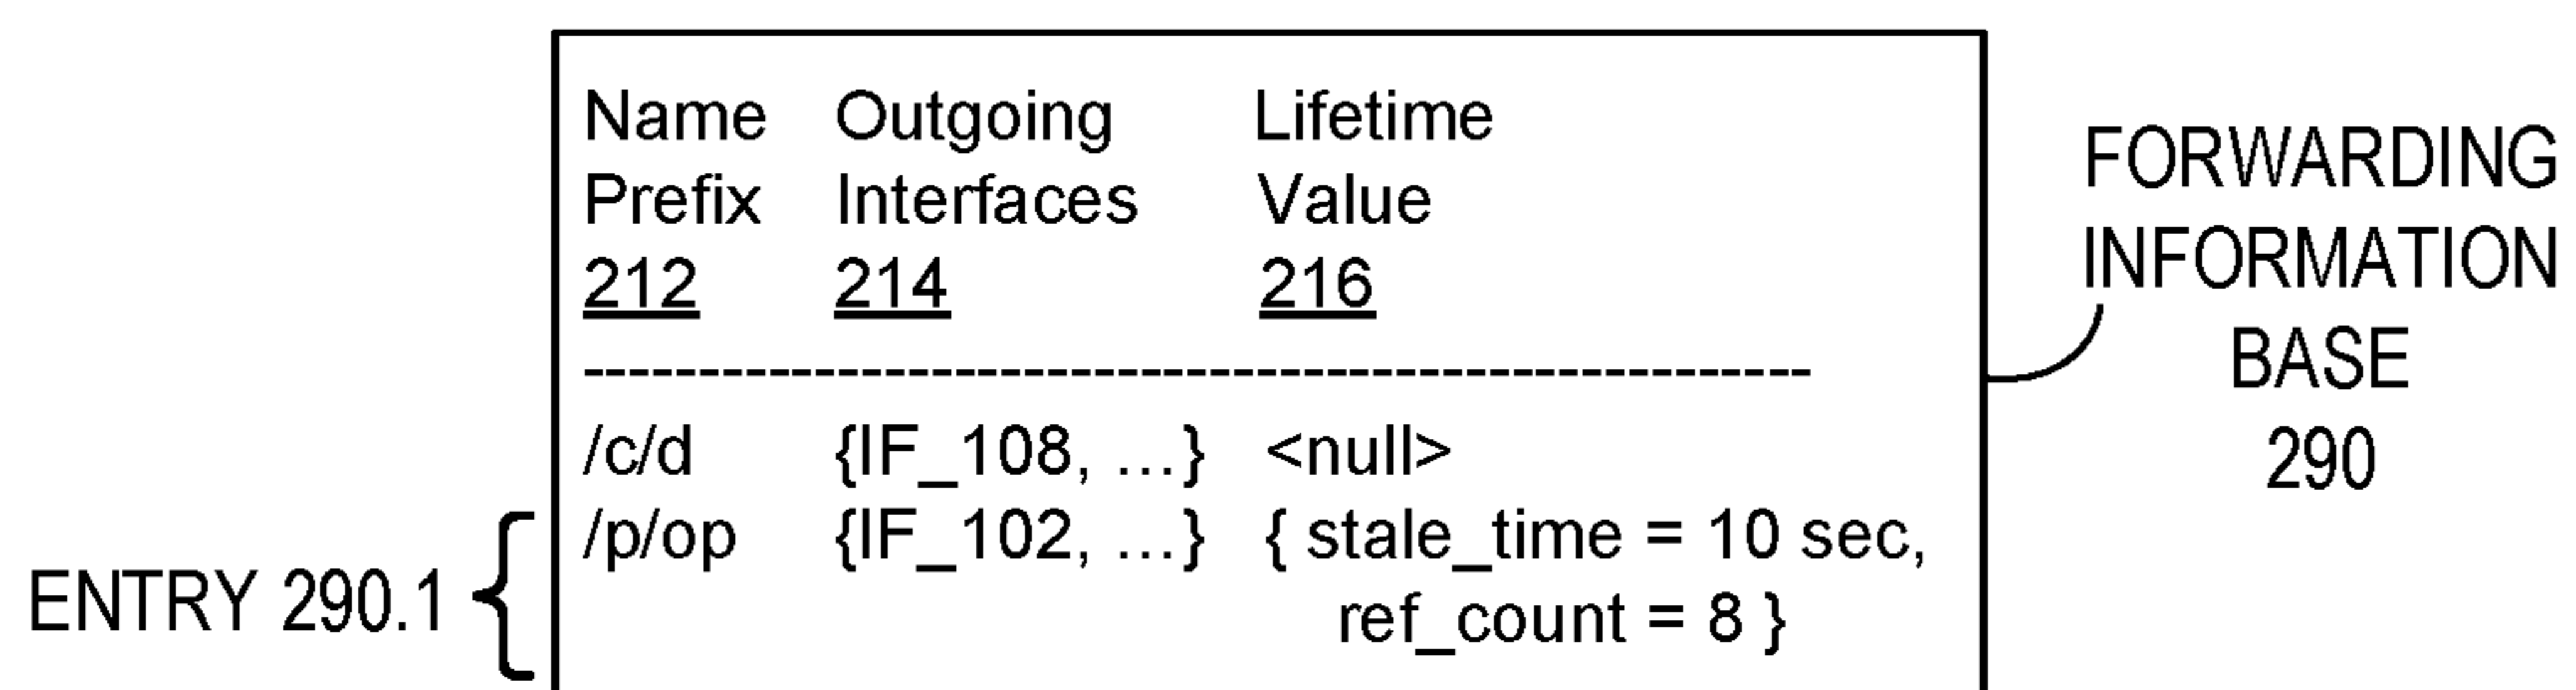 Name Outgoing Lifetime
Prefix Interfaces Value
212 214 216
-----------------------------------------------------
/c/d {IF_108, ...} <null>
/p/op {IF_102, ...} { stale_time = 10 sec,
ref_count = 8 }
ENTRY 290.1
FORWARDING
INFORMATION
BASE
290